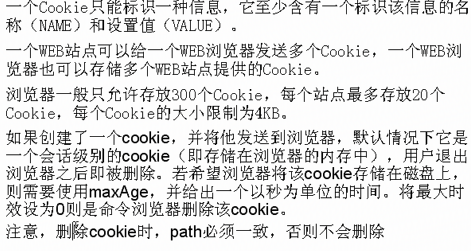 一个Cookie只能标识一种信息，它至少含有一个标识该信息的名
称（NAME）和设置值（VALUE）。
一个WEB站点可以给一个WEB浏览器发送多个Cookie，一个WEB浏
览器也可以存储多个WEB站点提供的Cookie。
浏览器一般只允许存放300个Cookie，每个站点最多存放20个
Cookie，每个Cookie的大小限制为4KB。
如果创建了一个cookie，并将他发送到浏览器，默认情况下它是
一个会话级别的cookie（即存储在浏览器的内存中），用户退出
浏览器之后即被删除。若希望浏览器将该cookie存储在磁盘上，
则需要使用maxAge，并给出一个以秒为单位的时间。将最大时
效设为0则是命令浏览器删除该cookie。
注意，删除cookie时，path必须一致，否则不会删除